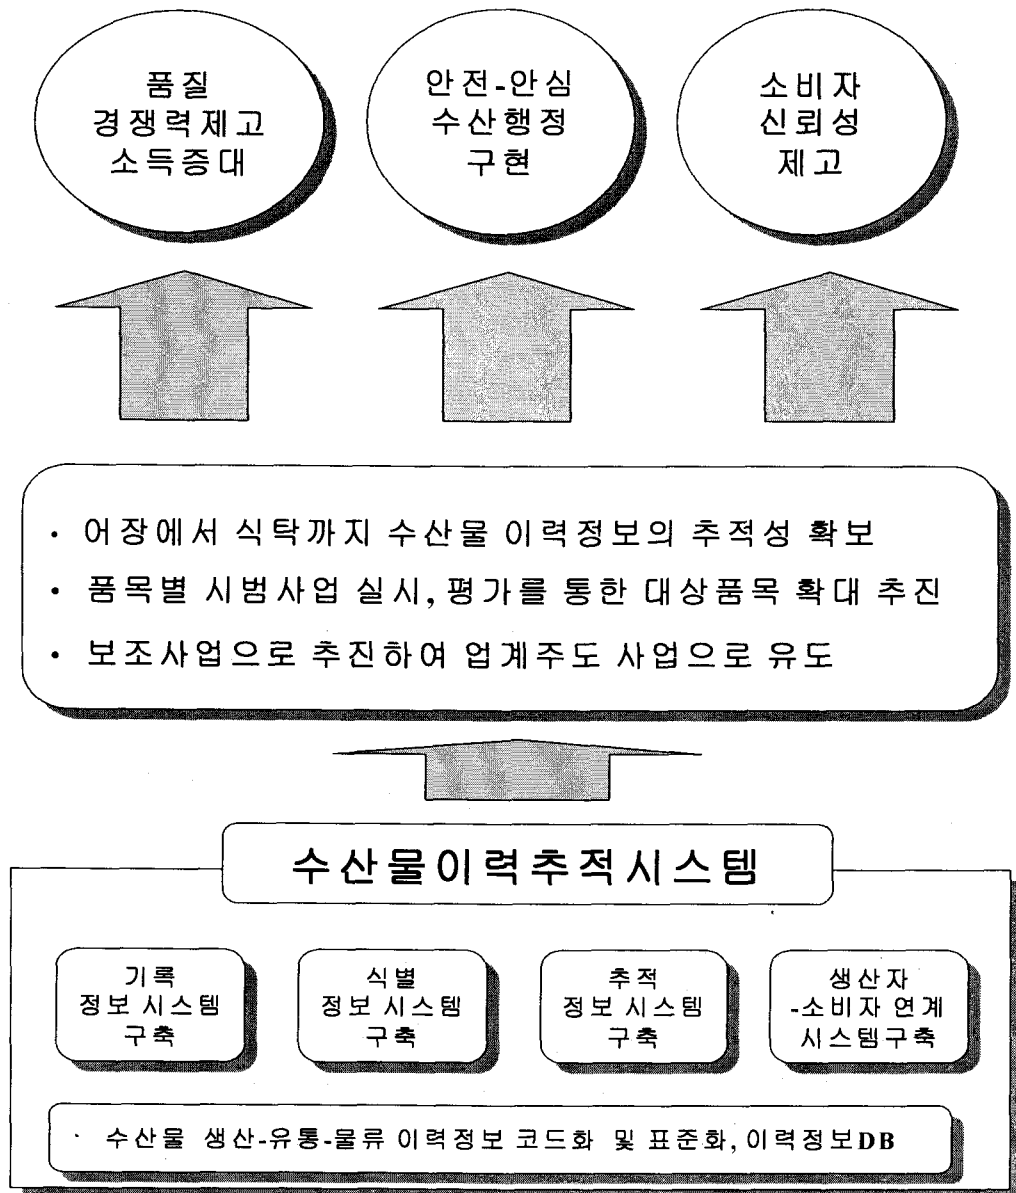 품질
경쟁력제고
소득증대
안전-안심
수산행정
구현
소비자
신뢰성
제고
· 어장에서 식탁까지 수산물 이력정보의 추적성 확보
· 품목별 시범사업 실시, 평가를 통한 대상품목 확대 추진
· 보조사업으로 추진하여 업계주도 사업으로 유도
수산물이력추적시스템
기록
정보 시스템
구축
식별
정보 시스템
구축
추적
정보 시스템
구축
생산자
-소비자 연계
시스템구축
· 수산물 생산-유통-물류 이력정보 코드화 및 표준화, 이력정보DB